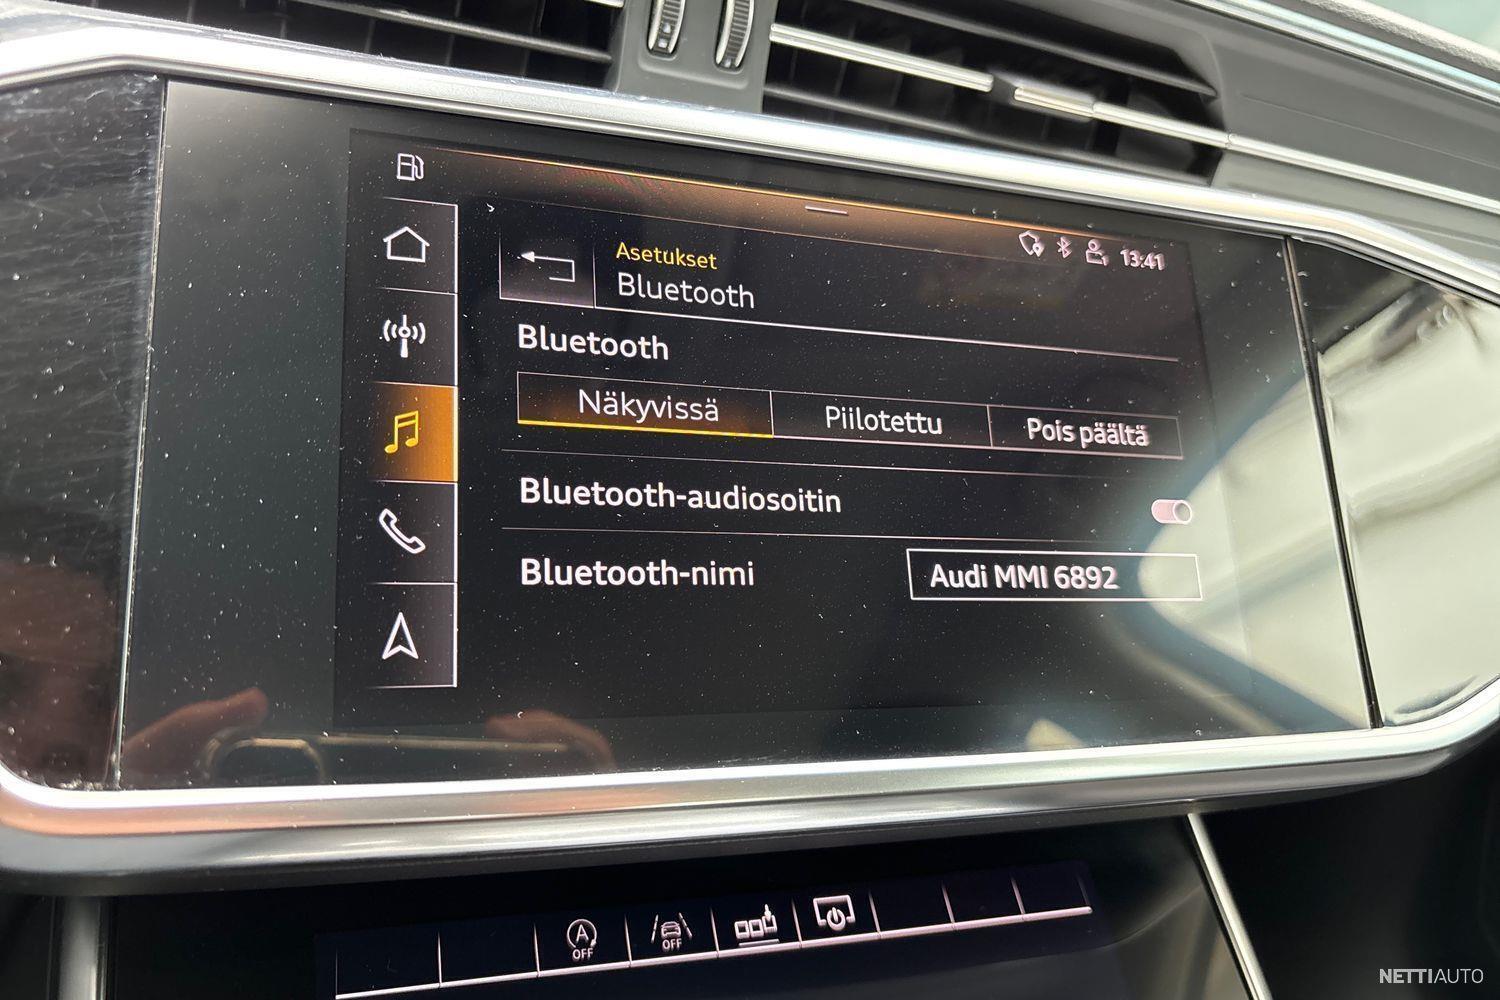 13:41
Asetukset
Bluetooth
Bluetooth
Näkyvissä Piilotettu Pois päältä
Bluetooth-audiosoitin
Bluetooth-nimi Audi MMI 6892
A
OFF OFF
NETTIAUTO